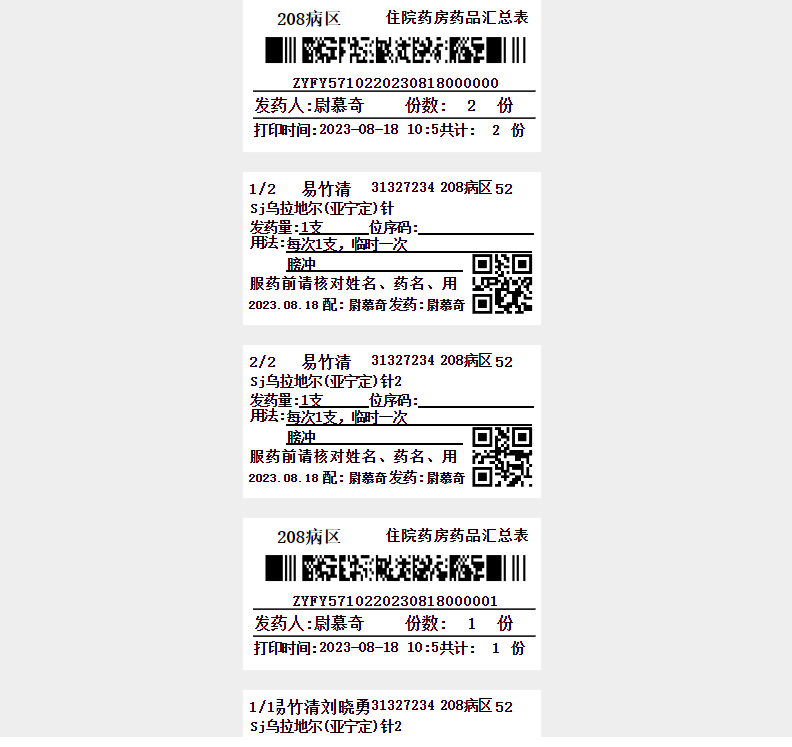 208病区 住院药房药品汇总表
ZYFY5710220230818000000
发药人:尉慕奇 份数: 2 份
打印时间:2023-08-18 10:5共计: 2 份
1/2 易竹清 31327234 208病区 52
Sj乌拉地尔(亚宁定)针
发药量:1支 位序码:
用法:每次1支，临时一次
膀冲
服药前请核对姓名、药名、用
2023.08.18 配: 尉慕奇 发药: 尉慕奇
2/2 易竹清 31327234 208病区 52
Sj乌拉地尔(亚宁定)针2
发药量:1支 位序码:
用法:每次1支，临时一次
膀冲
服药前请核对姓名、药名、用
2023.08.18 配: 尉慕奇 发药: 尉慕奇
208病区 住院药房药品汇总表
ZYFY5710220230818000001
发药人:尉慕奇 份数: 1 份
打印时间:2023-08-18 10:5共计: 1 份
1/1易竹清刘晓勇31327234 208病区 52
Sj乌拉地尔(亚宁定)针2